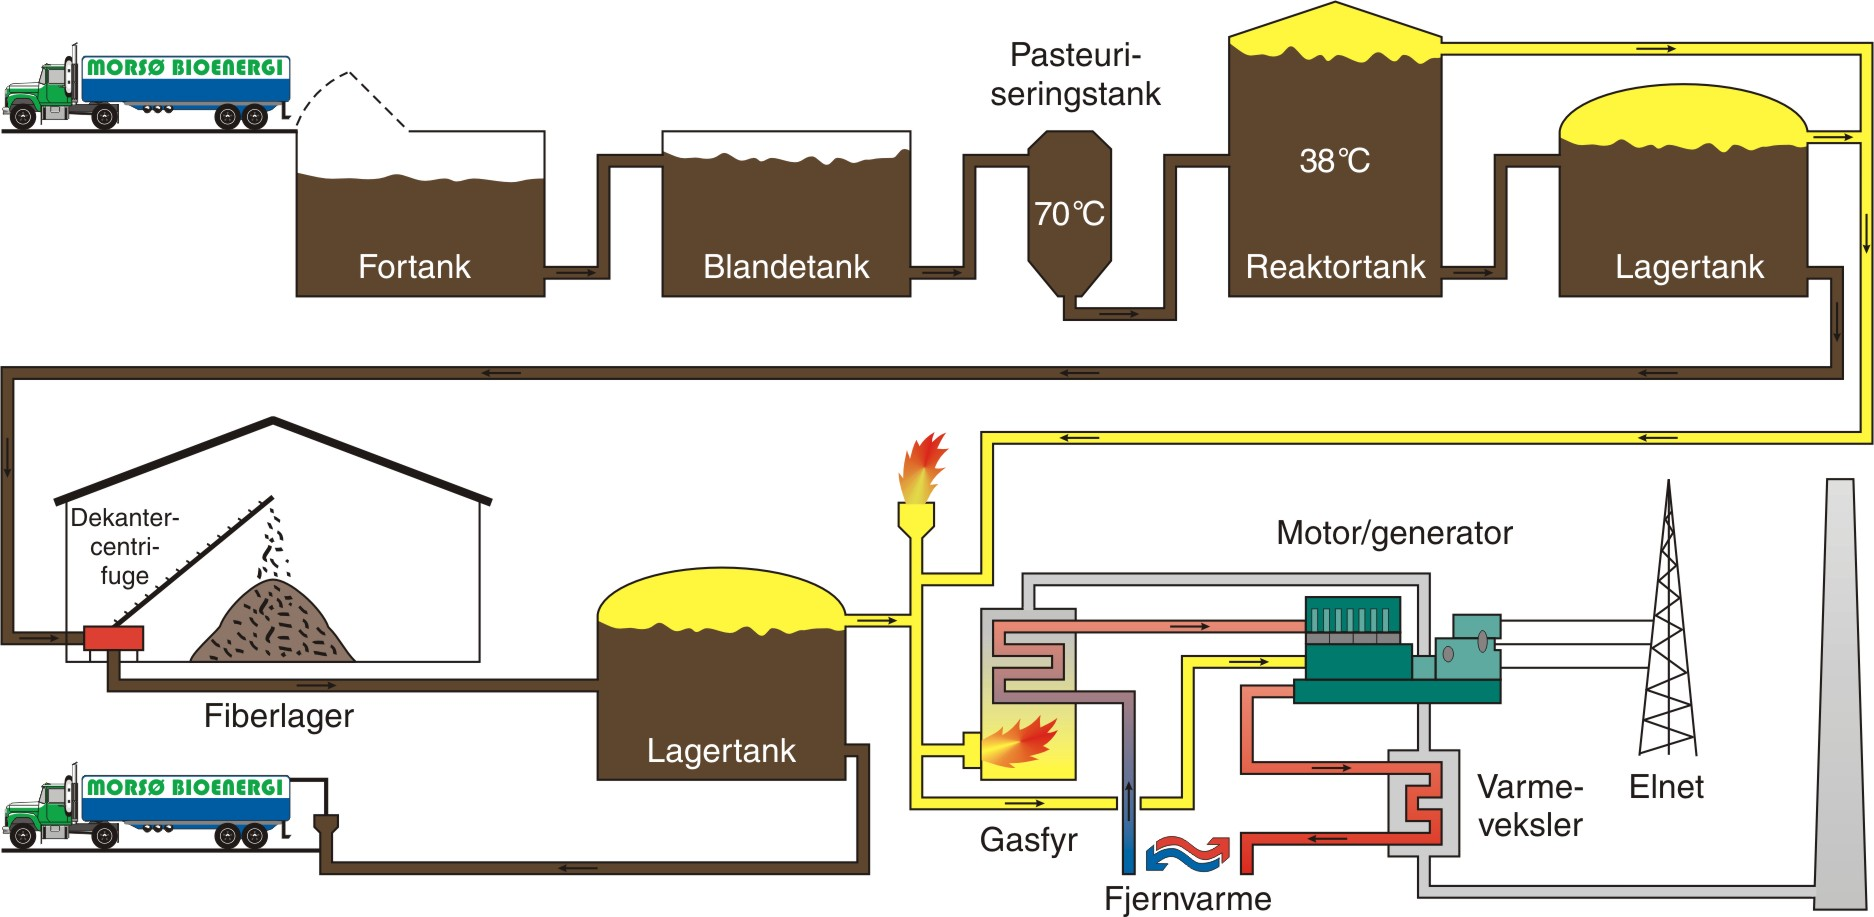 MORSØ BIOENERGI
Pasteuri-
seringstank
38°C
70°C
Fortank
Blandetank
Reaktortank
Lagertank
Dekanter-
centri-
fuge
Motor/generator
Fiberlager
Lagertank
MORSØ BIOENERGI
Varme-
veksler
Elnet
Gasfyr
Fjernvarme